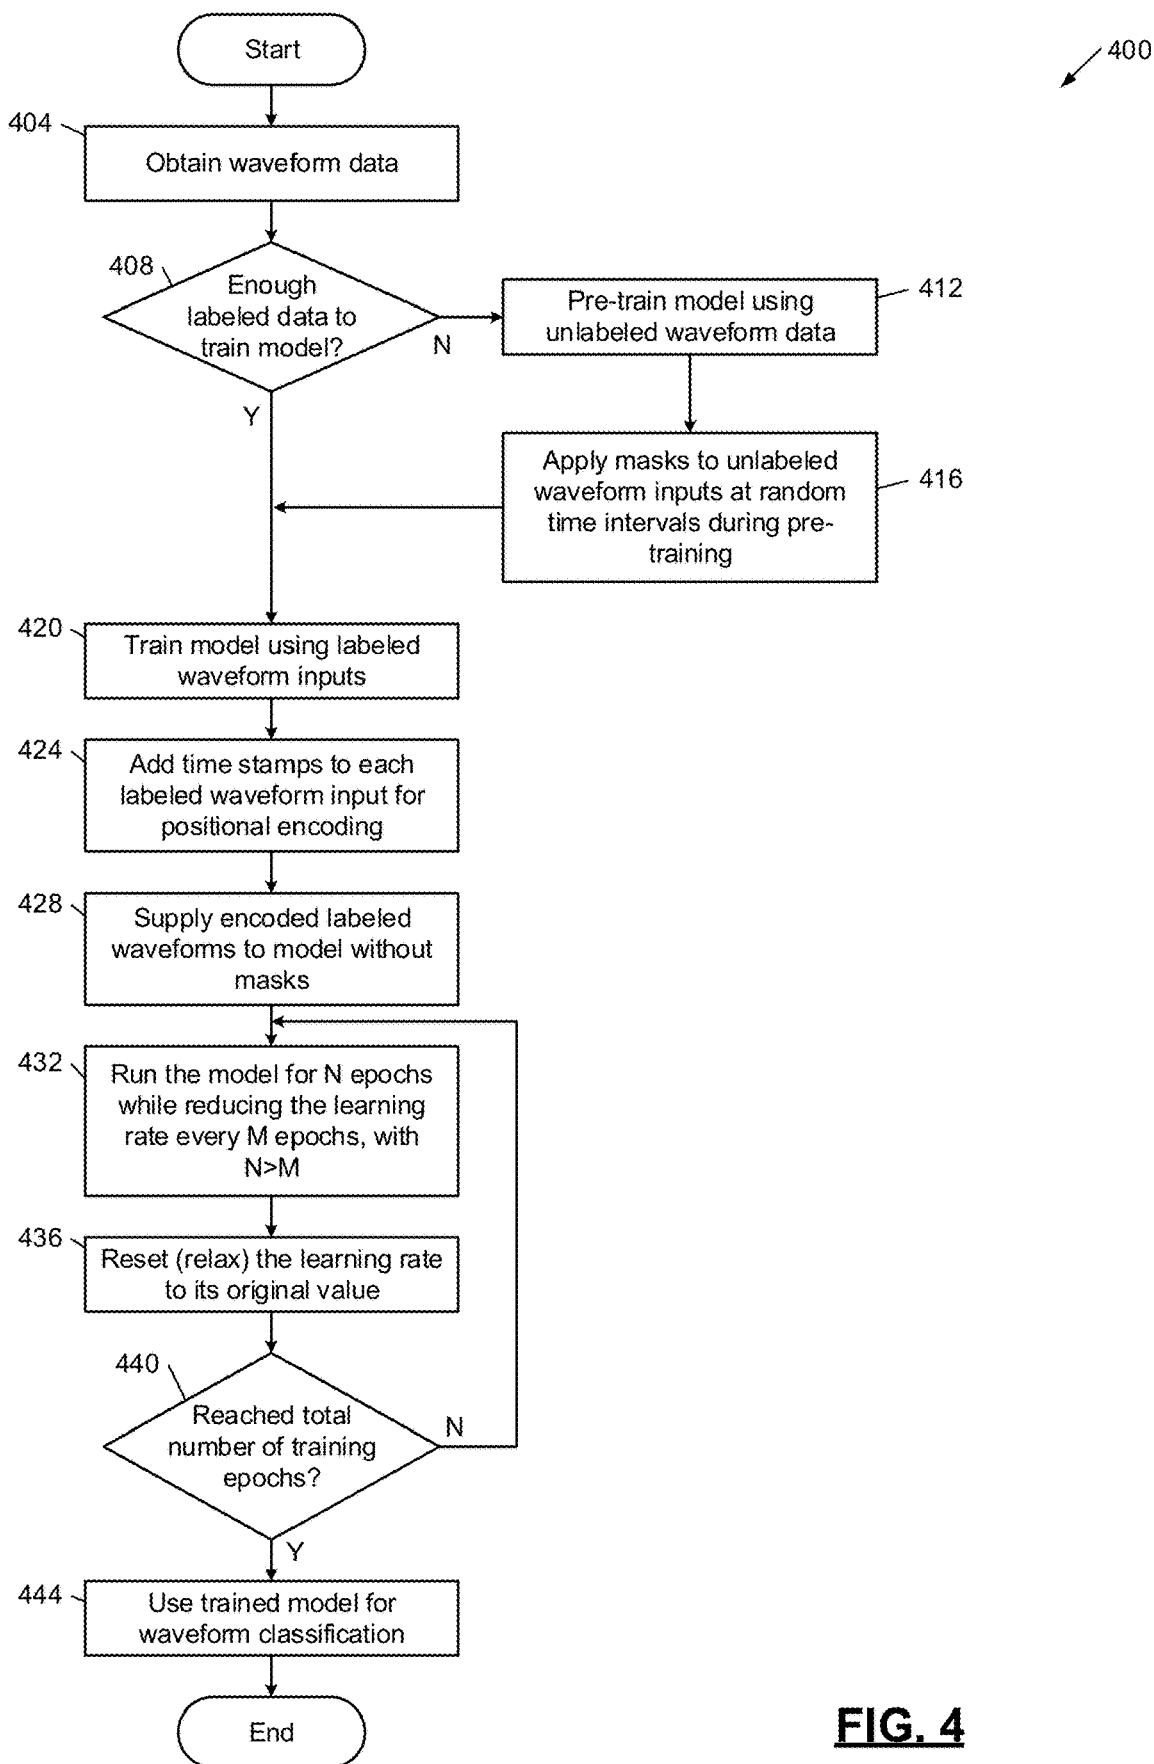 Start
400
404
Obtain waveform data
408
Enough
labeled data to
train model?
N
Y
Pre-train model using
unlabeled waveform data
412
Apply masks to unlabeled
waveform inputs at random
time intervals during pre-
training
416
420
Train model using labeled
waveform inputs
424
Add time stamps to each
labeled waveform input for
positional encoding
428
Supply encoded labeled
waveforms to model without
masks
432
Run the model for N epochs
while reducing the learning
rate every M epochs, with
N>M
436
Reset (relax) the learning rate
to its original value
440
Reached total
number of training
epochs?
N
Y
444
Use trained model for
waveform classification
End
FIG. 4